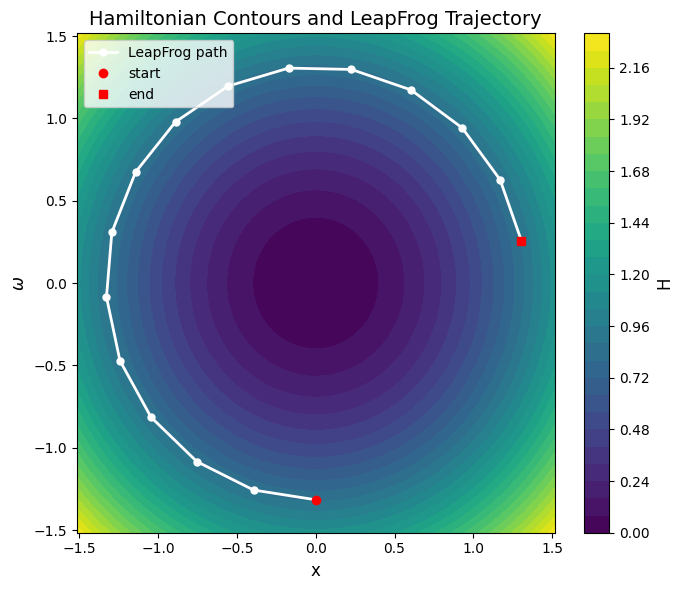 Hamiltonian Contours and LeapFrog Trajectory
LeapFrog path
start
end
1.5
1.0
0.5
0.0
−0.5
−1.0
−1.5
ω
−1.5 −1.0 −0.5 0.0 0.5 1.0 1.5
x
2.16
1.92
1.68
1.44
1.20
0.96
0.72
0.48
0.24
0.00
H